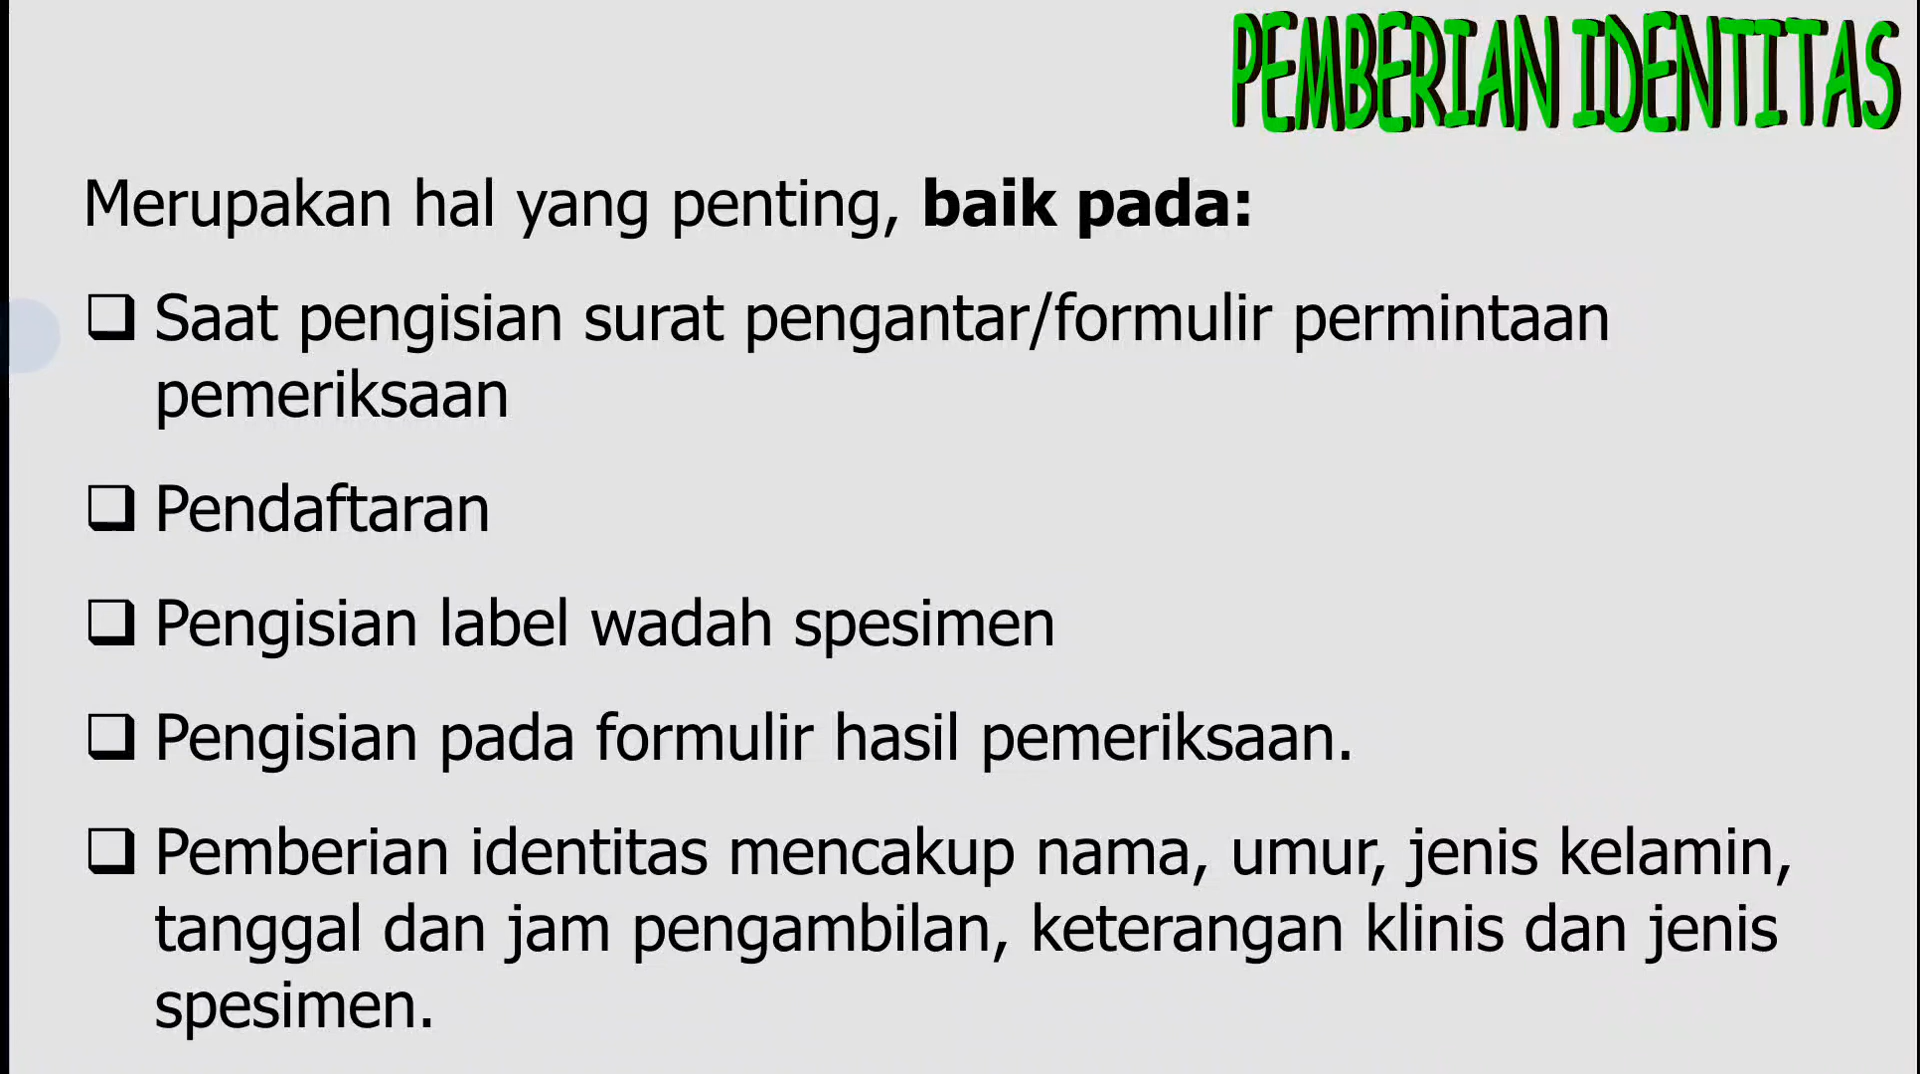 PEMBERIAN IDENTITAS
Merupakan hal yang penting, baik pada:
❑ Saat pengisian surat pengantar/formulir permintaan
pemeriksaan
❑ Pendaftaran
❑ Pengisian label wadah spesimen
❑ Pengisian pada formulir hasil pemeriksaan.
❑ Pemberian identitas mencakup nama, umur, jenis kelamin,
tanggal dan jam pengambilan, keterangan klinis dan jenis
spesimen.